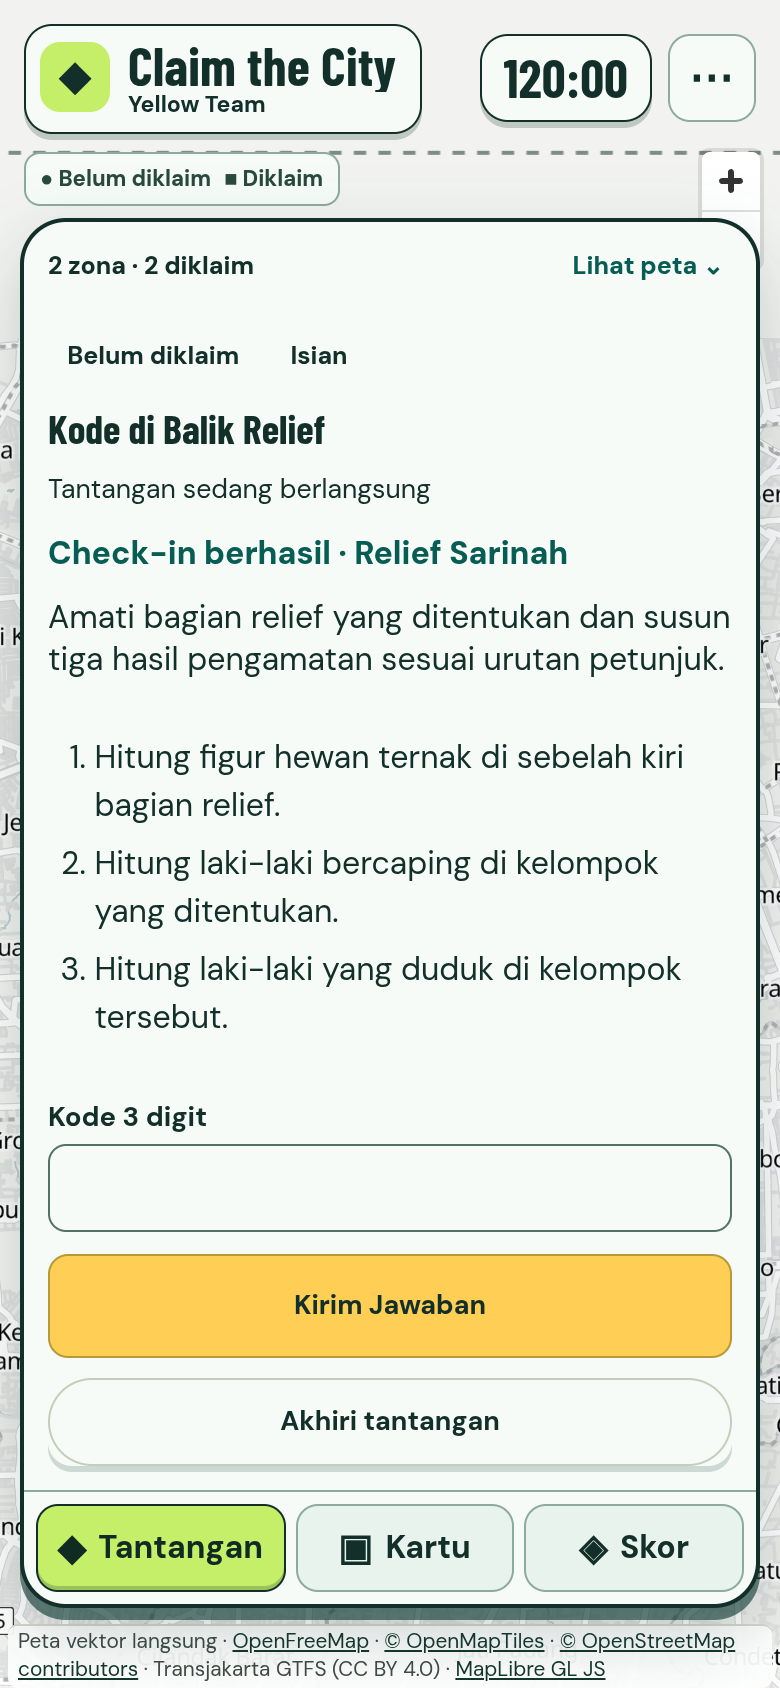 Claim the City
Yellow Team
120:00
● Belum diklaim ■ Diklaim
2 zona · 2 diklaim
Lihat peta
Belum diklaim
Isian
Kode di Balik Relief
Tantangan sedang berlangsung
Check-in berhasil · Relief Sarinah
Amati bagian relief yang ditentukan dan susun
tiga hasil pengamatan sesuai urutan petunjuk.
1. Hitung figur hewan ternak di sebelah kiri
bagian relief.
2. Hitung laki-laki bercaping di kelompok
yang ditentukan.
3. Hitung laki-laki yang duduk di kelompok
tersebut.
Kode 3 digit
Kirim Jawaban
Akhiri tantangan
◆ Tantangan
▣ Kartu
◈ Skor
Peta vektor langsung · OpenFreeMap · © OpenMapTiles · © OpenStreetMap
contributors · Transjakarta GTFS (CC BY 4.0) · MapLibre GL JS